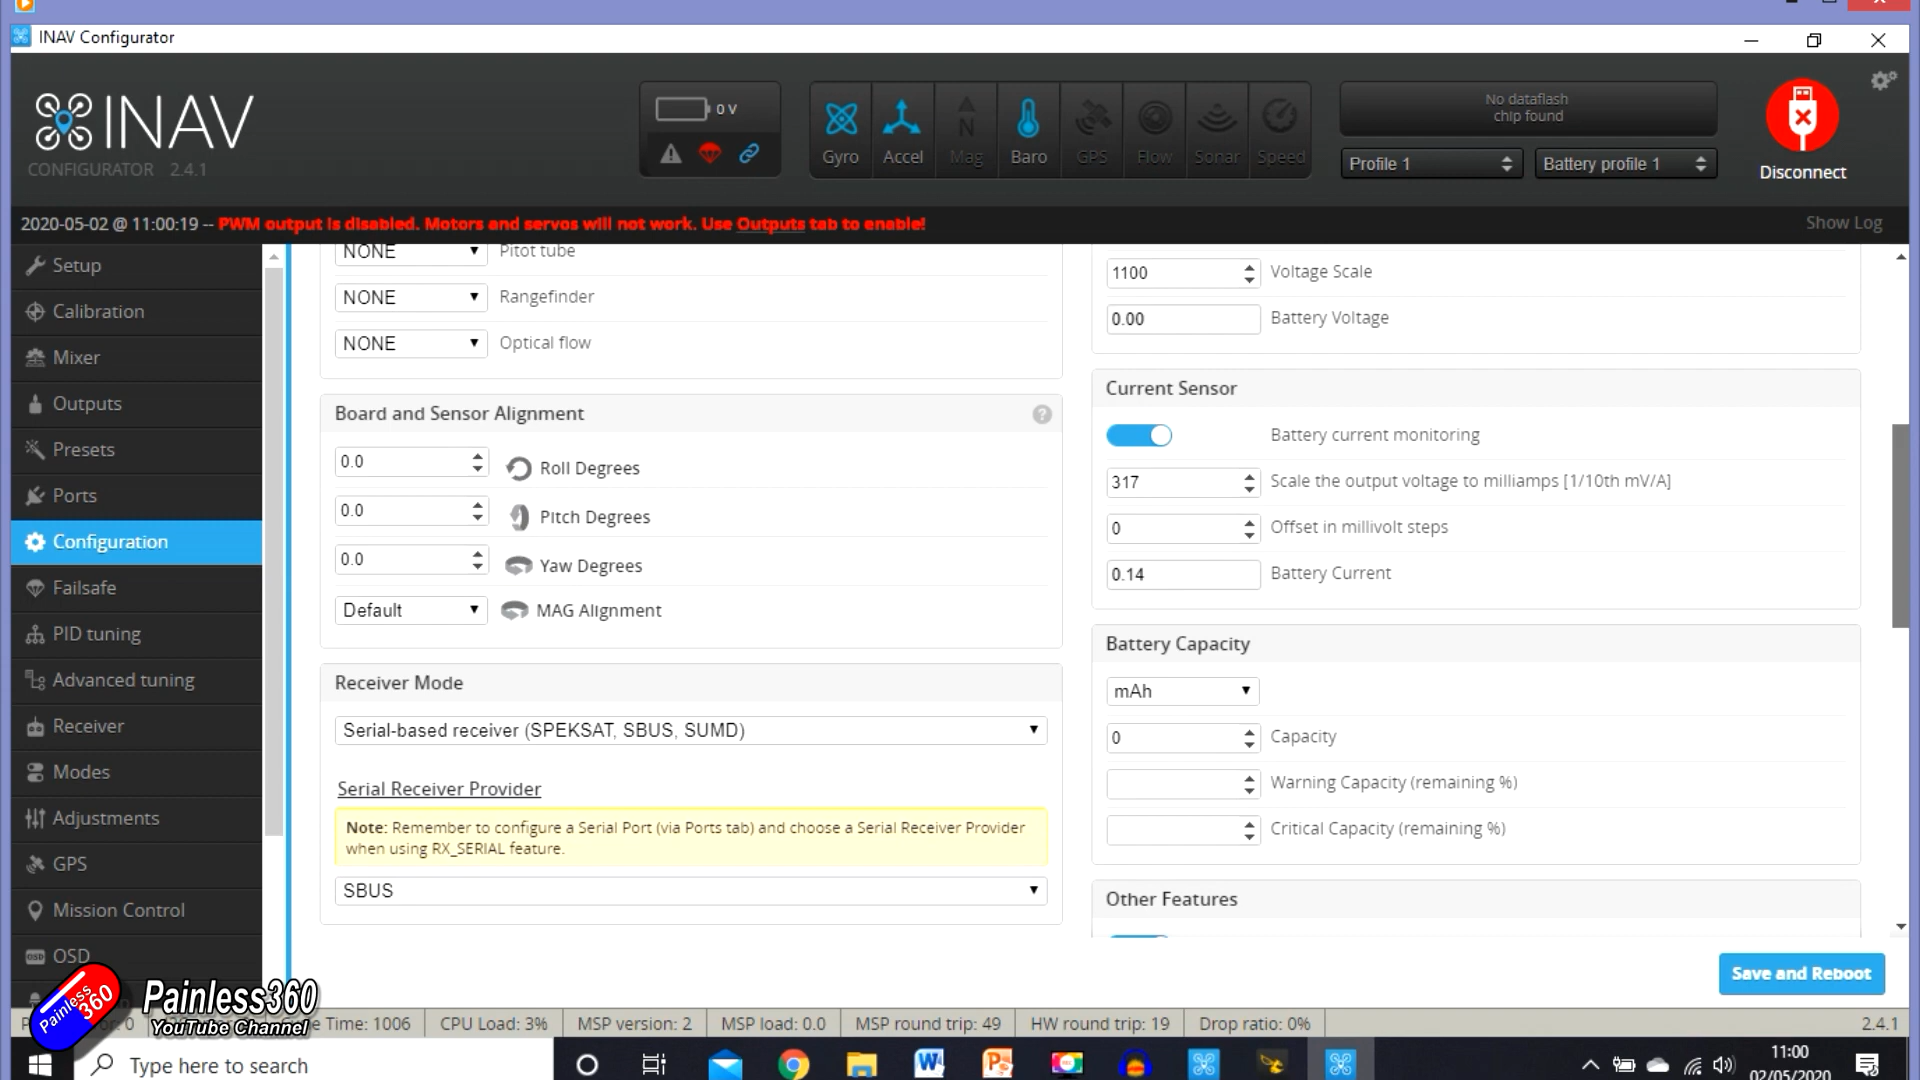 INAV Configurator
INAV
CONFIGURATOR 2.4.1
0 V
Gyro
Accel
N
Mag
Baro
GPS
Flow
Sonar
Speed
No dataflash
chip found
Profile 1
Battery profile 1
Disconnect
2020-05-02 @ 11:00:19 -- PWM output is disabled. Motors and servos will not work. Use Outputs tab to enable!
Show Log
Setup
Calibration
Mixer
Outputs
Presets
Ports
Configuration
Failsafe
PID tuning
Advanced tuning
Receiver
Modes
Adjustments
GPS
Mission Control
OSD
NONE Pitot tube
NONE Rangefinder
NONE Optical flow
Board and Sensor Alignment
0.0 Roll Degrees
0.0 Pitch Degrees
0.0 Yaw Degrees
Default MAG Alignment
Receiver Mode
Serial-based receiver (SPEKSAT, SBUS, SUMD)
Serial Receiver Provider
Note: Remember to configure a Serial Port (via Ports tab) and choose a Serial Receiver Provider
when using RX_SERIAL feature.
SBUS
1100 Voltage Scale
0.00 Battery Voltage
Current Sensor
Battery current monitoring
317 Scale the output voltage to milliamps [1/10th mV/A]
0 Offset in millivolt steps
0.14 Battery Current
Battery Capacity
mAh
0 Capacity
Warning Capacity (remaining %)
Critical Capacity (remaining %)
Other Features
Save and Reboot
Painless360
Painless360
YouTube Channel
Time: 1006
CPU Load: 3%
MSP version: 2
MSP load: 0.0
MSP round trip: 49
HW round trip: 19
Drop ratio: 0%
2.4.1
Type here to search
11:00
02/05/2020